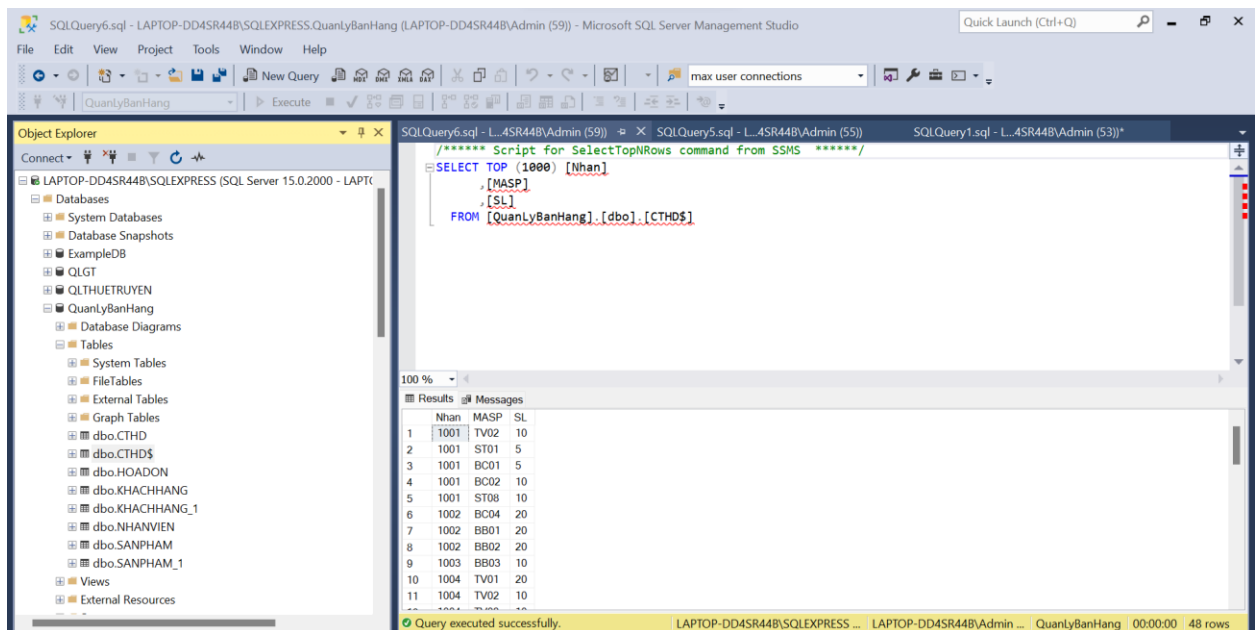 SQLQuery6.sql - LAPTOP-DD4SR44B\SQLEXPRESS.QuanLyBanHang (LAPTOP-DD4SR44B\Admin (59)) - Microsoft SQL Server Management Studio
Quick Launch (Ctrl+Q)
File Edit View Project Tools Window Help
New Query MDX DMX XMLA DAX max user connections
QuanLyBanHang Execute
Object Explorer
Connect
LAPTOP-DD4SR44B\SQLEXPRESS (SQL Server 15.0.2000 - LAPT(
Databases
System Databases
Database Snapshots
ExampleDB
QLGT
QLTHUETRUYEN
QuanLyBanHang
Database Diagrams
Tables
System Tables
FileTables
External Tables
Graph Tables
dbo.CTHD
dbo.CTHD$
dbo.HOADON
dbo.KHACHHANG
dbo.KHACHHANG_1
dbo.NHANVIEN
dbo.SANPHAM
dbo.SANPHAM_1
Views
External Resources
SQLQuery6.sql - L...4SR44B\Admin (59)) SQLQuery5.sql - L...4SR44B\Admin (55)) SQLQuery1.sql - L...4SR44B\Admin (53))*
/****** Script for SelectTopNRows command from SSMS ******/
SELECT TOP (1000) [Nhan]
,[MASP]
,[SL]
FROM [QuanLyBanHang].[dbo].[CTHD$]
100 %
Results Messages
Nhan MASP SL
1 1001 TV02 10
2 1001 ST01 5
3 1001 BC01 5
4 1001 BC02 10
5 1001 ST08 10
6 1002 BC04 20
7 1002 BB01 20
8 1002 BB02 20
9 1003 BB03 10
10 1004 TV01 20
11 1004 TV02 10
Query executed successfully. LAPTOP-DD4SR44B\SQLEXPRESS ... LAPTOP-DD4SR44B\Admin ... QuanLyBanHang 00:00:00 48 rows